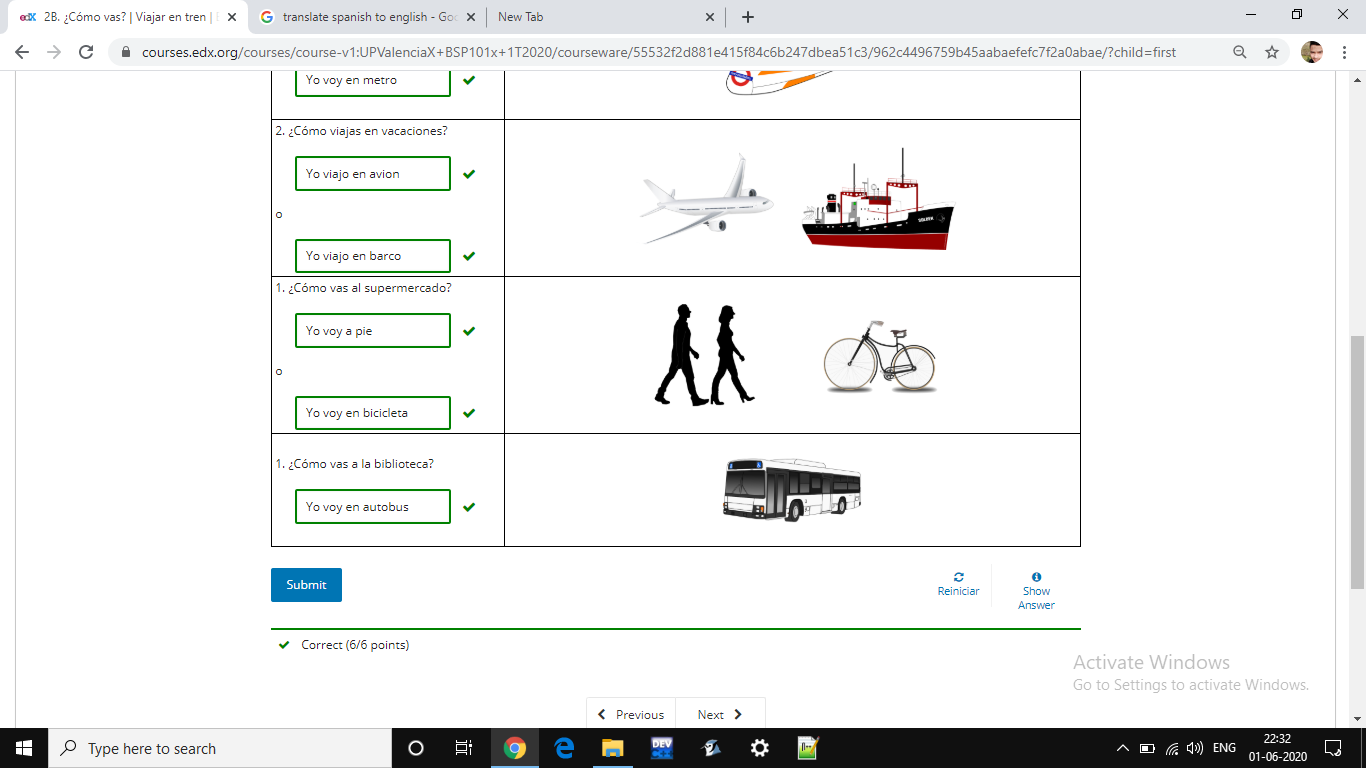 2B. ¿Cómo vas? | Viajar en tren |
translate spanish to english - Goo
New Tab
courses.edx.org/courses/course-v1:UPValenciaX+BSP101x+1T2020/courseware/55532f2d881e415f84c6b247dbea51c3/962c4496759b45aabaefefc7f2a0abae/?child=first
Yo voy en metro
2. ¿Cómo viajas en vacaciones?
Yo viajo en avion
o
Yo viajo en barco
1. ¿Cómo vas al supermercado?
Yo voy a pie
o
Yo voy en bicicleta
1. ¿Cómo vas a la biblioteca?
Yo voy en autobus
Submit
Reiniciar
Show
Answer
Correct (6/6 points)
Activate Windows
Go to Settings to activate Windows.
Previous
Next
Type here to search
DEV
ENG
22:32
01-06-2020